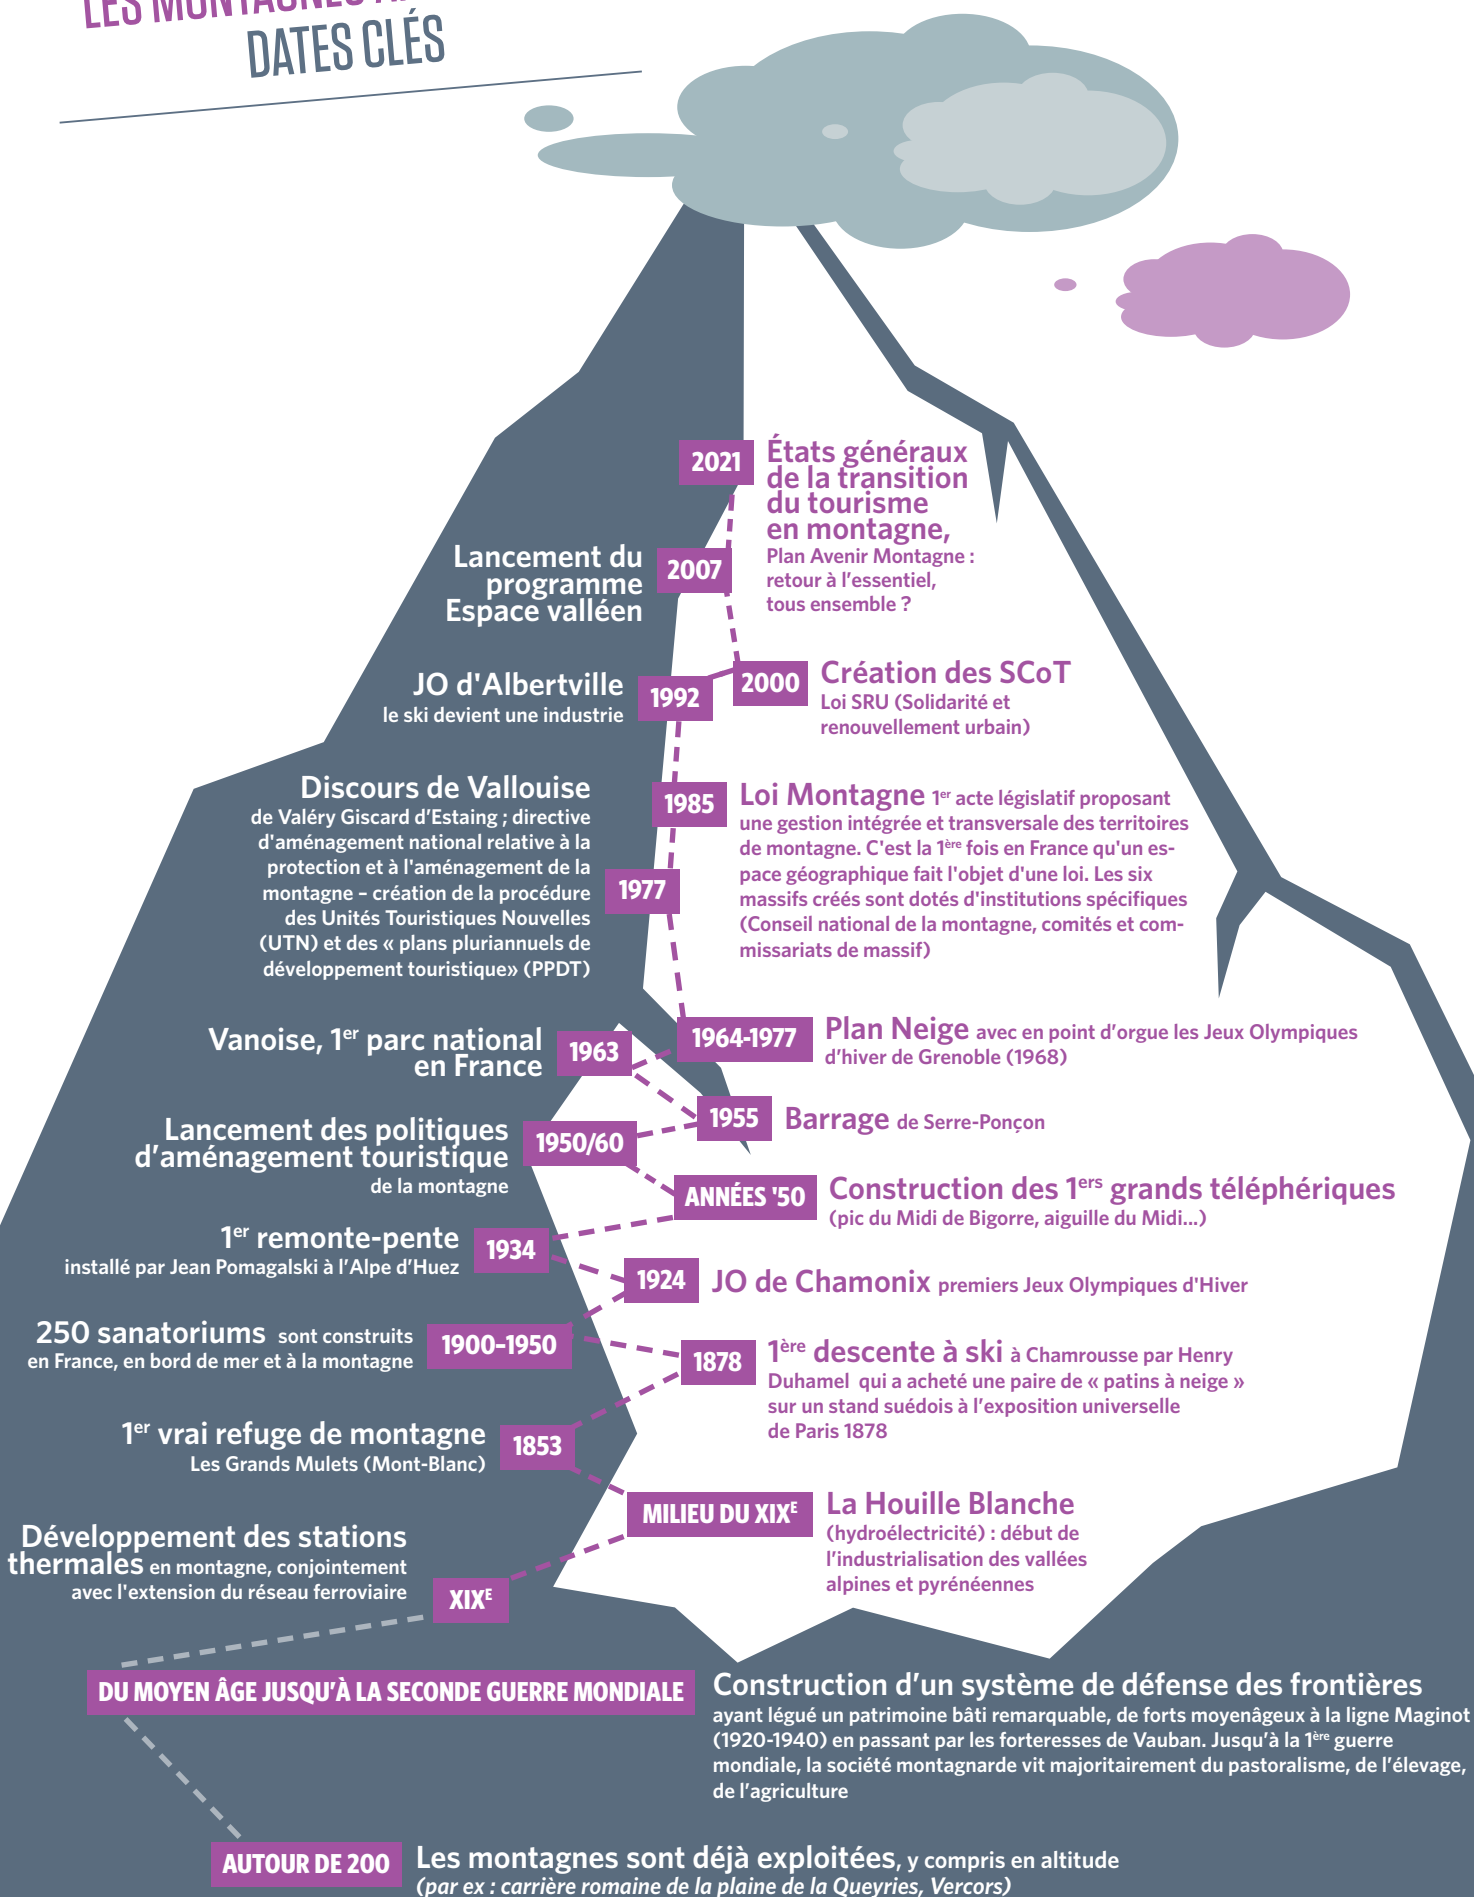 LES MONTAGNES
DATES CLÉS
2021
États généraux
de la transition
du tourisme
en montagne,
Plan Avenir Montagne :
retour à l'essentiel,
tous ensemble ?
Lancement du
programme
Espace valléen
2007
2000
Création des SCoT
Loi SRU (Solidarité et
renouvellement urbain)
JO d'Albertville
le ski devient une industrie
1992
1985
Loi Montagne 1er acte législatif proposant
une gestion intégrée et transversale des territoires
de montagne. C'est la 1ère fois en France qu'un es-
pace géographique fait l'objet d'une loi. Les six
massifs créés sont dotés d'institutions spécifiques
(Conseil national de la montagne, comités et com-
missariats de massif)
Discours de Vallouise
de Valéry Giscard d'Estaing ; directive
d'aménagement national relative à la
protection et à l'aménagement de la
montagne – création de la procédure
des Unités Touristiques Nouvelles
(UTN) et des « plans pluriannuels de
développement touristique» (PPDT)
1977
1964-1977
Plan Neige avec en point d'orgue les Jeux Olympiques
d'hiver de Grenoble (1968)
Vanoise, 1er parc national
en France
1963
1955
Barrage de Serre-Ponçon
Lancement des politiques
d'aménagement touristique
de la montagne
1950/60
ANNÉES '50
Construction des 1ers grands téléphériques
(pic du Midi de Bigorre, aiguille du Midi...)
1er remonte-pente
installé par Jean Pomagalski à l'Alpe d'Huez
1934
1924
JO de Chamonix premiers Jeux Olympiques d'Hiver
250 sanatoriums sont construits
en France, en bord de mer et à la montagne
1900-1950
1878
1ère descente à ski à Chamrousse par Henry
Duhamel qui a acheté une paire de « patins à neige »
sur un stand suédois à l'exposition universelle
de Paris 1878
1er vrai refuge de montagne
Les Grands Mulets (Mont-Blanc)
1853
MILIEU DU XIXE
La Houille Blanche
(hydroélectricité) : début de
l'industrialisation des vallées
alpines et pyrénéennes
Développement des stations
thermales en montagne, conjointement
avec l'extension du réseau ferroviaire
XIXE
DU MOYEN ÂGE JUSQU'À LA SECONDE GUERRE MONDIALE
Construction d'un système de défense des frontières
ayant légué un patrimoine bâti remarquable, de forts moyenâgeux à la ligne Maginot
(1920-1940) en passant par les forteresses de Vauban. Jusqu'à la 1ère guerre
mondiale, la société montagnarde vit majoritairement du pastoralisme, de l'élevage,
de l'agriculture
AUTOUR DE 200
Les montagnes sont déjà exploitées, y compris en altitude
(par ex : carrière romaine de la plaine de la Queyries, Vercors)